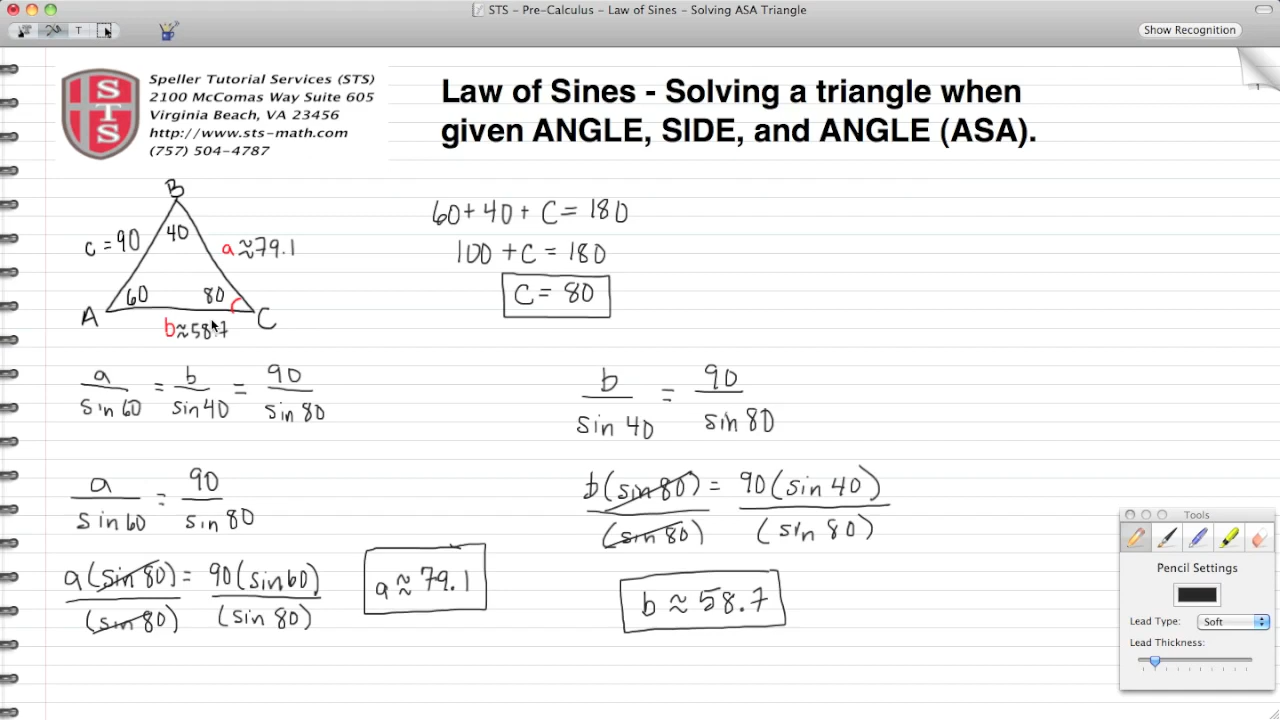 STS – Pre-Calculus – Law of Sines – Solving ASA Triangle
T
Show Recognition
STS
Speller Tutorial Services (STS)
2100 McComas Way Suite 605
Virginia Beach, VA 23456
http://www.sts-math.com
(757) 504-4787
Law of Sines - Solving a triangle when
given ANGLE, SIDE, and ANGLE (ASA).
B
c = 90
40
a ≈ 79.1
60
80
A
b ≈ 58.7
C
60 + 40 + C = 180
100 + C = 180
C = 80
a/sin 60 = b/sin 40 = 90/sin 80
a/sin 60 = 90/sin 80
a(sin 80)/(sin 80) = 90(sin 60)/(sin 80)
a ≈ 79.1
b/sin 40 = 90/sin 80
b(sin 80)/(sin 80) = 90(sin 40)/(sin 80)
b ≈ 58.7
Tools
Pencil Settings
Lead Type: Soft
Lead Thickness: